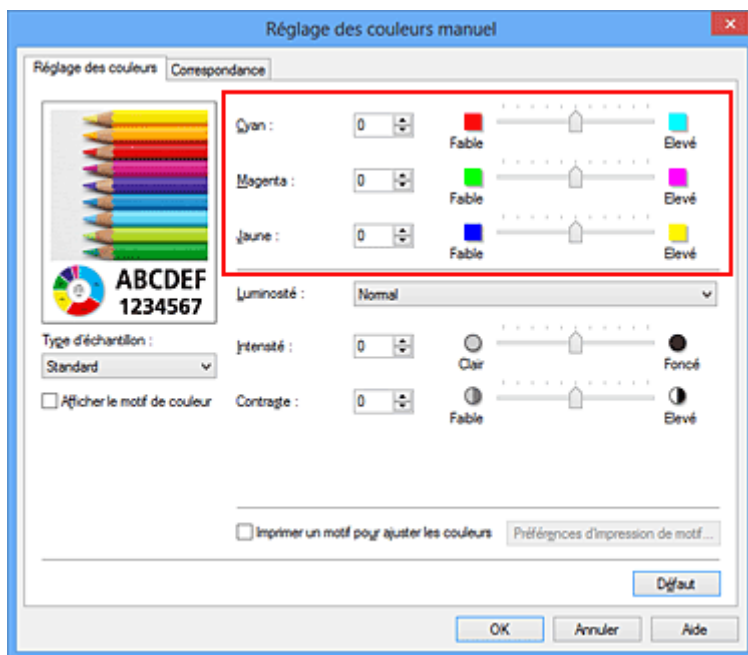 Réglage des couleurs manuel
Réglage des couleurs
Correspondance
Cyan :
0
Fable
Elevé
Magenta :
0
Fable
Elevé
Jaune :
0
Fable
Elevé
ABCDEF
1234567
Luminosité :
Normal
Type d'échantillon :
Standard
Intensité :
0
Clair
Foncé
Afficher le motif de couleur
Contraste :
0
Faible
Elevé
Imprimer un motif pour ajuster les couleurs
Préférences d'impression de motif...
Défaut
OK
Annuler
Aide